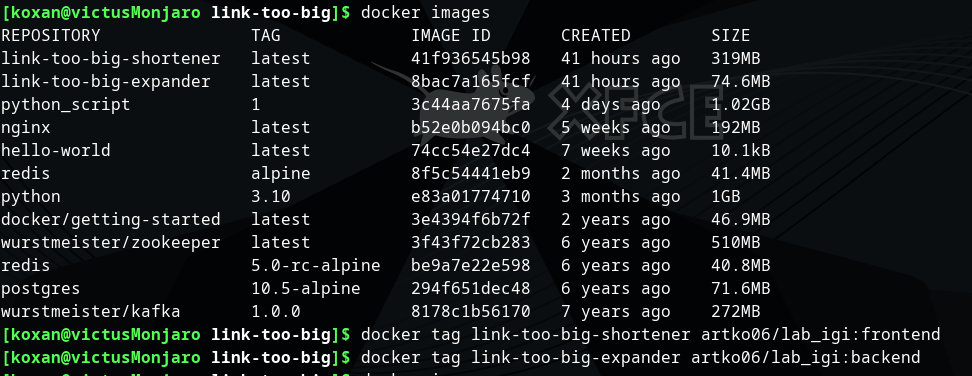 [koxan@victusMonjaro link-too-big]$ docker images
REPOSITORY               TAG             IMAGE ID       CREATED        SIZE
link-too-big-shortener   latest          41f936545b98   41 hours ago   319MB
link-too-big-expander    latest          8bac7a165fcf   41 hours ago   74.6MB
python_script            1               3c44aa7675fa   4 days ago     1.02GB
nginx                    latest          b52e0b094bc0   5 weeks ago    192MB
hello-world              latest          74cc54e27dc4   7 weeks ago    10.1kB
redis                    alpine          8f5c54441eb9   2 months ago   41.4MB
python                   3.10            e83a01774710   3 months ago   1GB
docker/getting-started   latest          3e4394f6b72f   2 years ago    46.9MB
wurstmeister/zookeeper   latest          3f43f72cb283   6 years ago    510MB
redis                    5.0-rc-alpine   be9a7e22e598   6 years ago    40.8MB
postgres                 10.5-alpine     294f651dec48   6 years ago    71.6MB
wurstmeister/kafka       1.0.0           8178c1b56170   7 years ago    272MB
[koxan@victusMonjaro link-too-big]$ docker tag link-too-big-shortener artko06/lab_igi:frontend
[koxan@victusMonjaro link-too-big]$ docker tag link-too-big-expander artko06/lab_igi:backend
XFCE